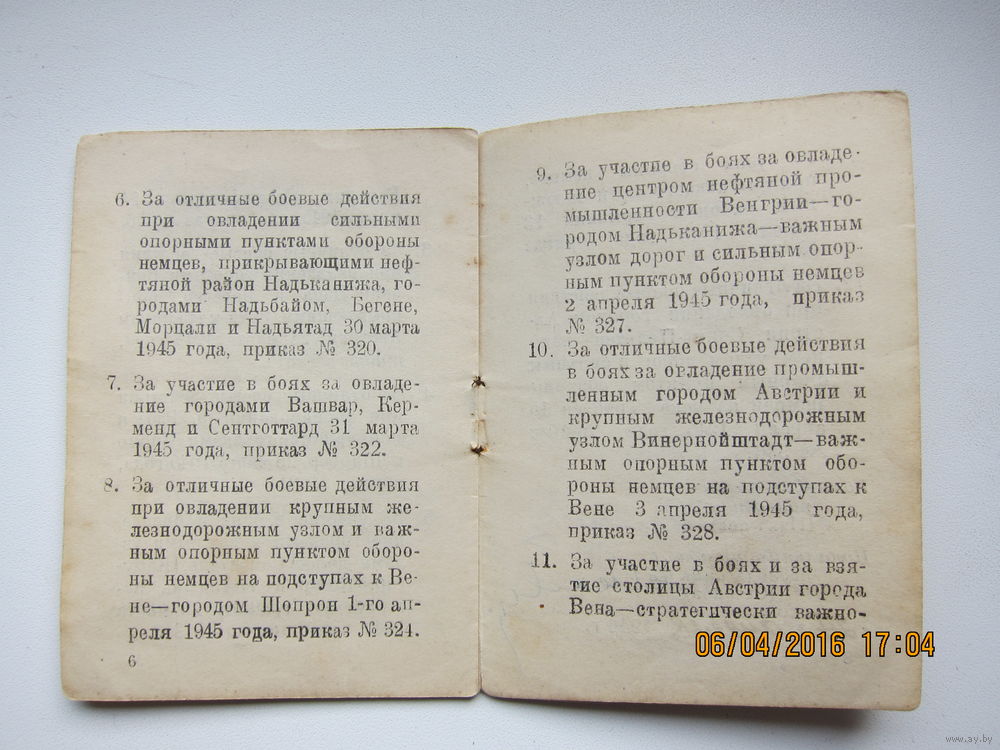 6. За отличные боевые действия
при овладении сильными
опорными пунктами обороны
немцев, прикрывающими неф-
тяной район Надьканижа, го-
родами Надьбайом, Бегене,
Морцали и Надьятад 30 марта
1945 года, приказ № 320.
7. За участие в боях за овладе-
ние городами Вашвар, Кер-
менд и Сентготтард 31 марта
1945 года, приказ № 322.
8. За отличные боевые действия
при овладении крупным же-
лезнодорожным узлом и важ-
ным опорным пунктом оборо-
ны немцев на подступах к Ве-
не—городом Шопрон 1-го ап-
реля 1945 года, приказ № 324.
6
9. За участие в боях за овладе-
ние центром нефтяной про-
мышленности Венгрии—го-
родом Надьканижа—важным
узлом дорог и сильным опор-
ным пунктом обороны немцев
2 апреля 1945 года, приказ
№ 327.
10. За отличные боевые действия
в боях за овладение промыш-
ленным городом Австрии и
крупным железнодорожным
узлом Винернойштадт—важ-
ным опорным пунктом обо-
роны немцев на подступах к
Вене 3 апреля 1945 года,
приказ № 328.
11. За участие в боях и за взя-
тие столицы Австрии города
Вена—стратегически важно-
06/04/2016 17:04
www.ay.by